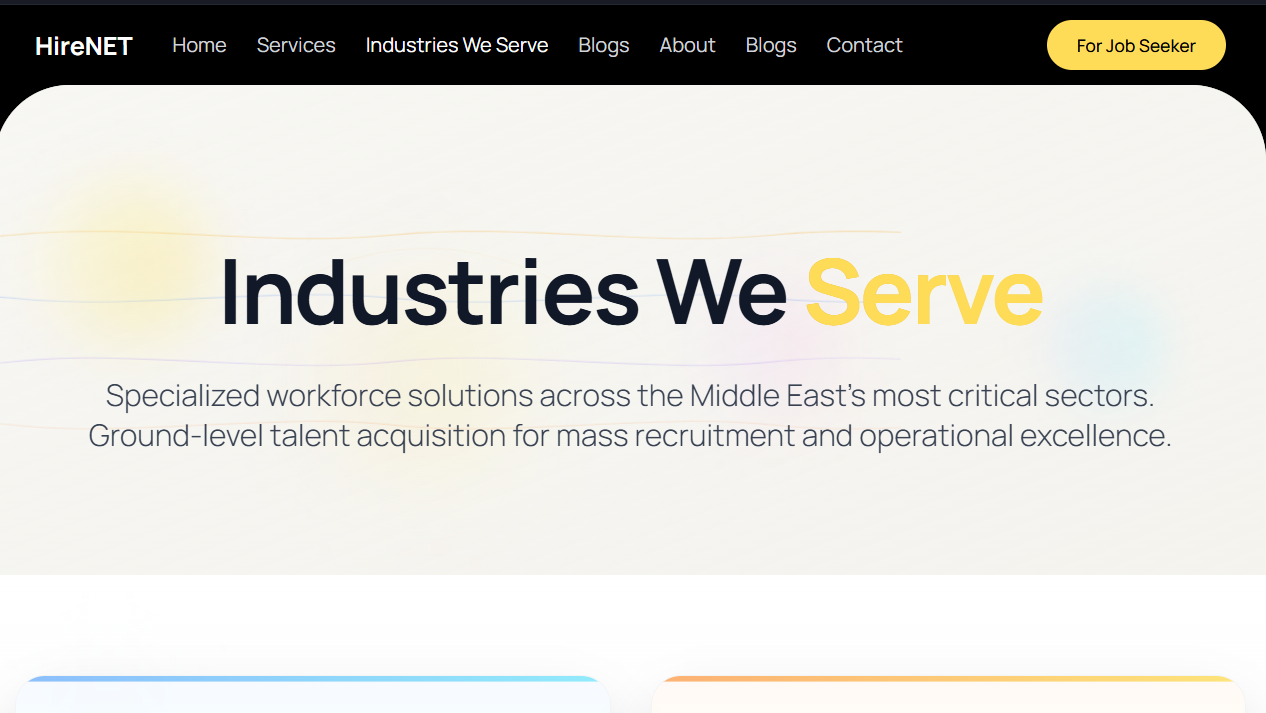 HireNET Home Services Industries We Serve Blogs About Blogs Contact For Job Seeker
Industries We Serve
Specialized workforce solutions across the Middle East’s most critical sectors.
Ground-level talent acquisition for mass recruitment and operational excellence.